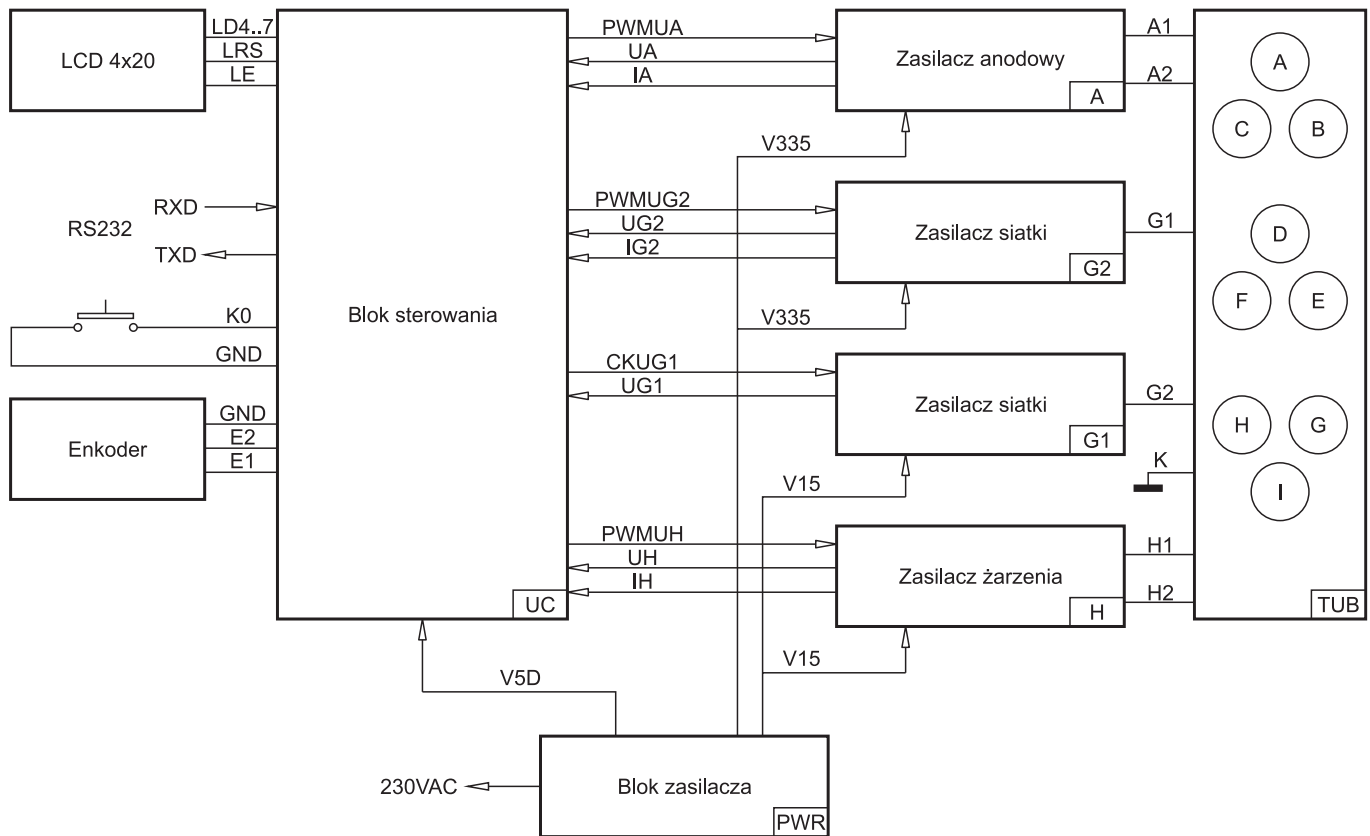 LCD 4x20
LD4..7
LRS
LE
RS232
RXD
TXD
K0
GND
Enkoder
GND
E2
E1
Blok sterowania
UC
PWMUA
UA
IA
Zasilacz anodowy
A
V335
PWMUG2
UG2
IG2
Zasilacz siatki
G2
V335
CKUG1
UG1
Zasilacz siatki
G1
V15
PWMUH
UH
IH
Zasilacz żarzenia
H
V15
A1
A2
G1
G2
K
H1
H2
A
C
B
D
F
E
H
G
I
TUB
V5D
230VAC
Blok zasilacza
PWR